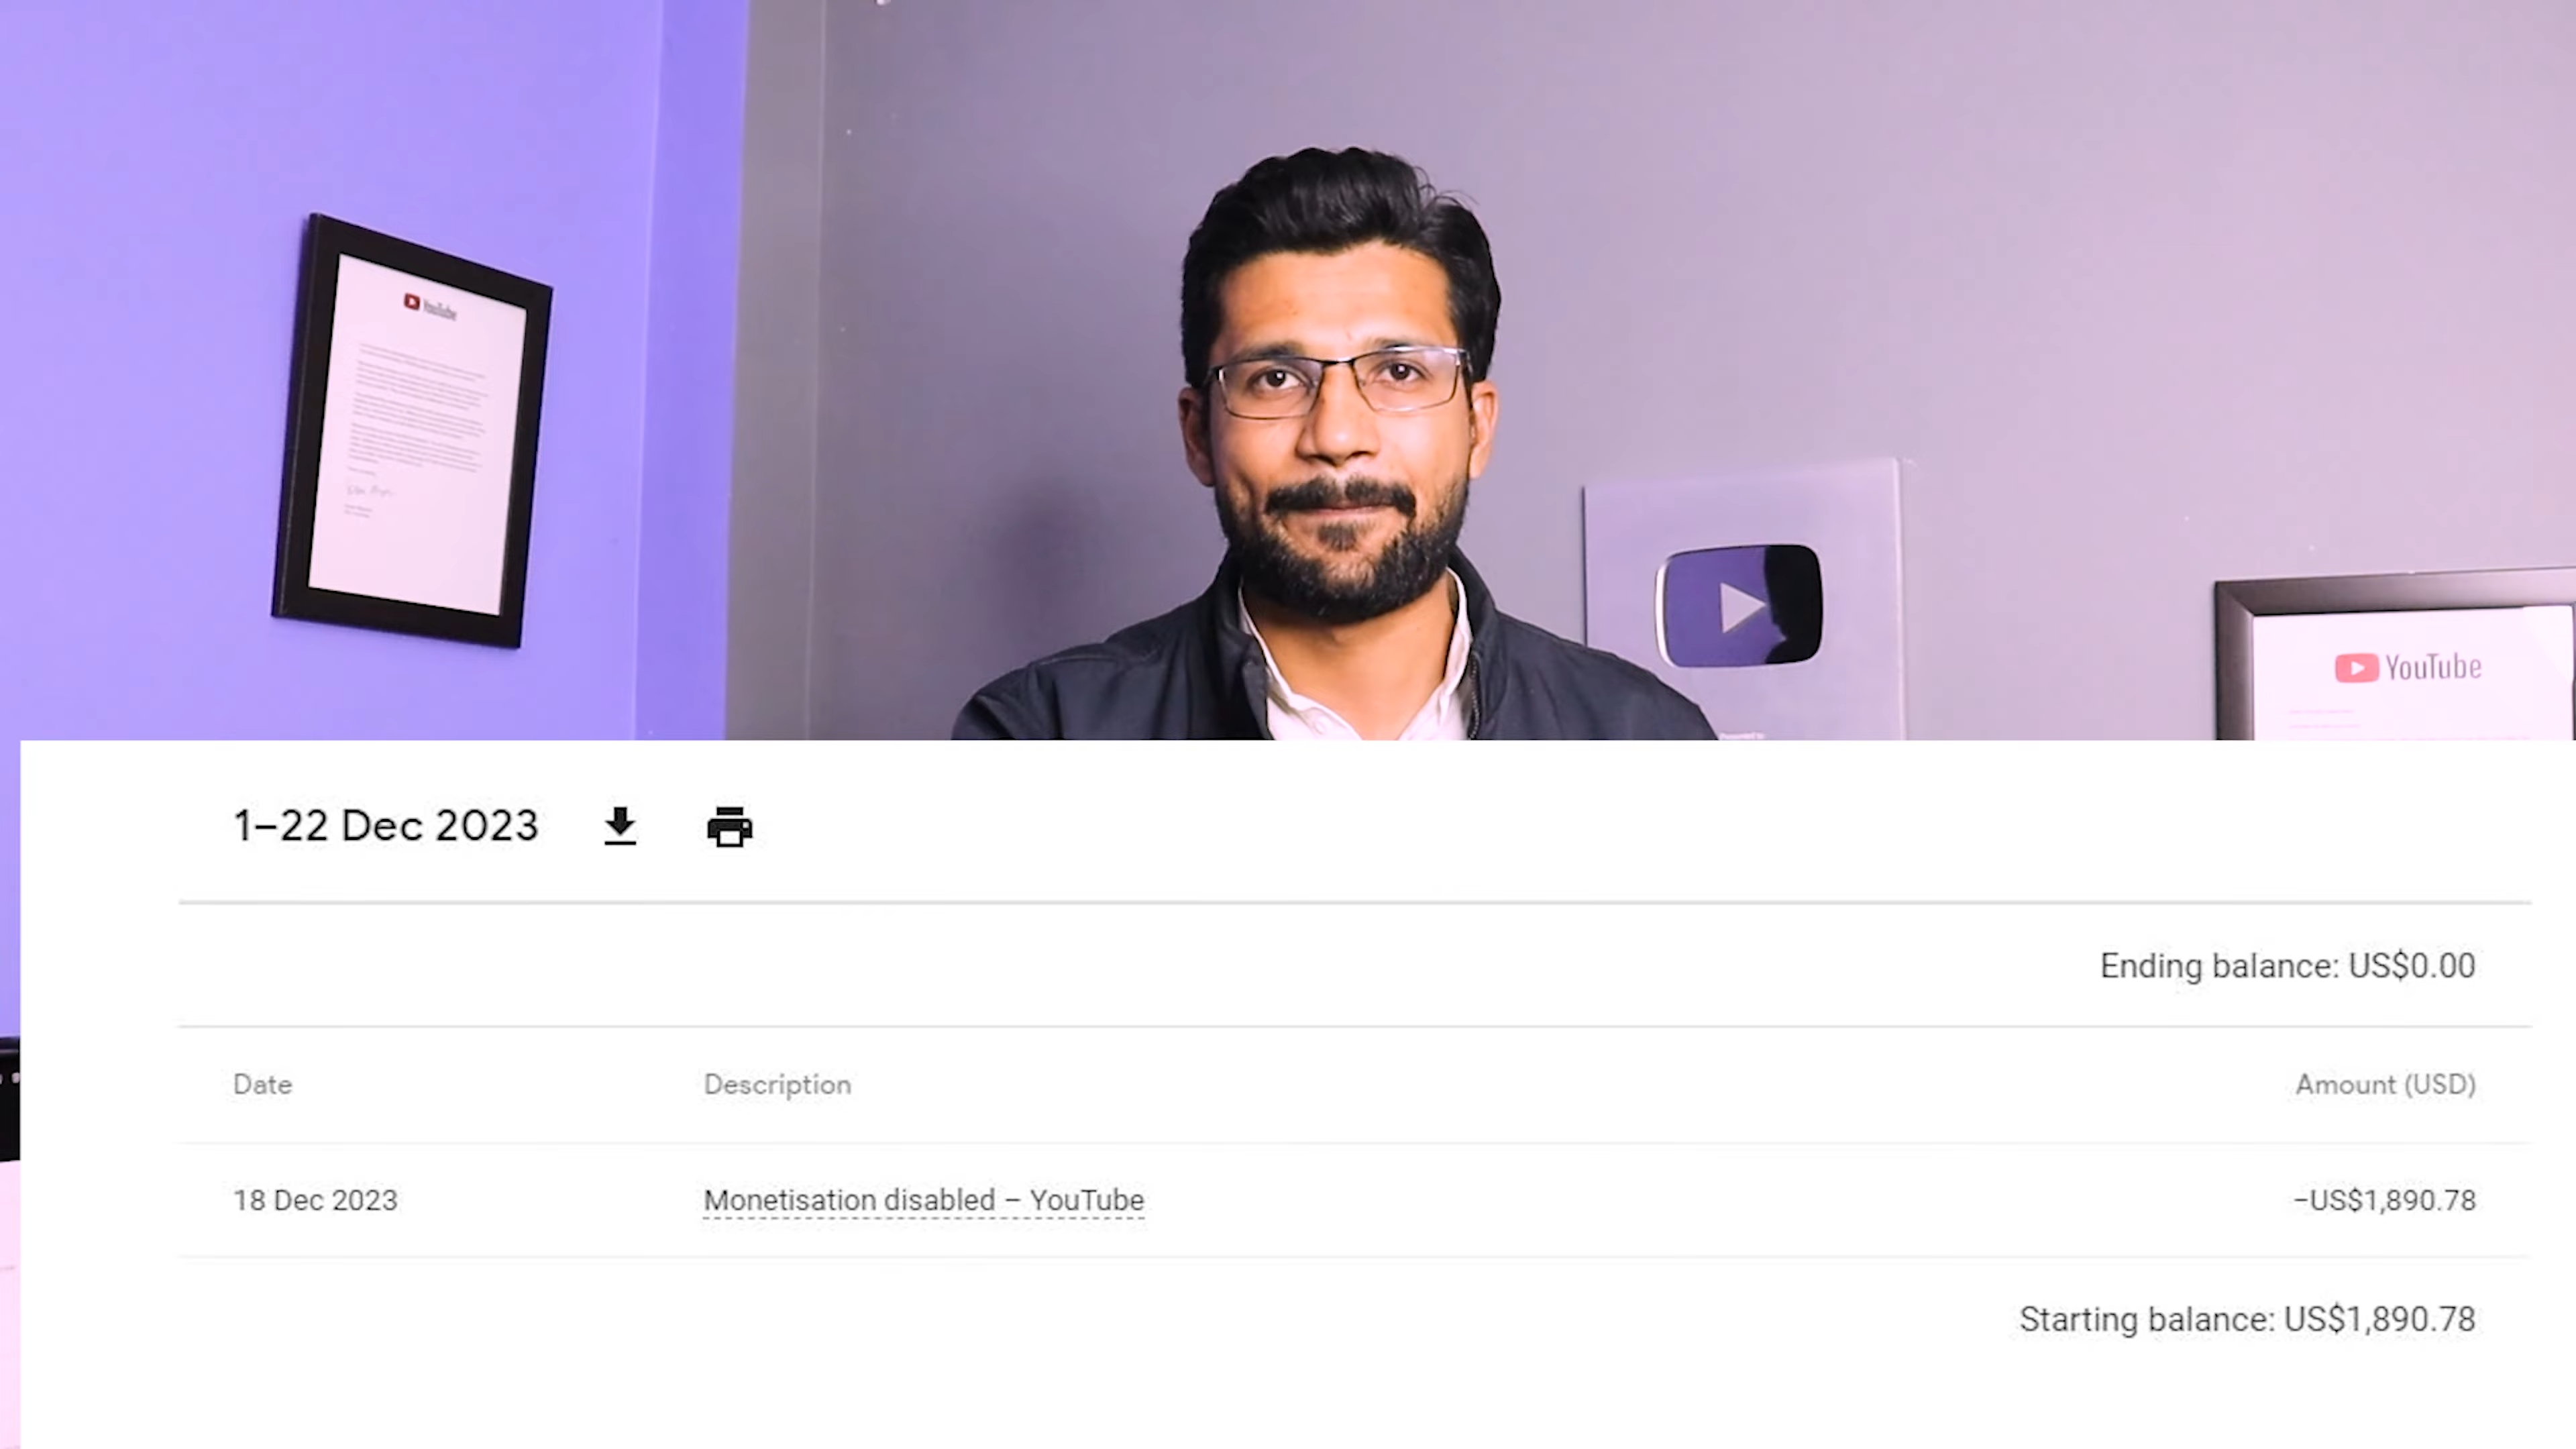 YouTube
YouTube
1–22 Dec 2023
Ending balance: US$0.00
Date Description Amount (USD)
18 Dec 2023 Monetisation disabled – YouTube −US$1,890.78
Starting balance: US$1,890.78